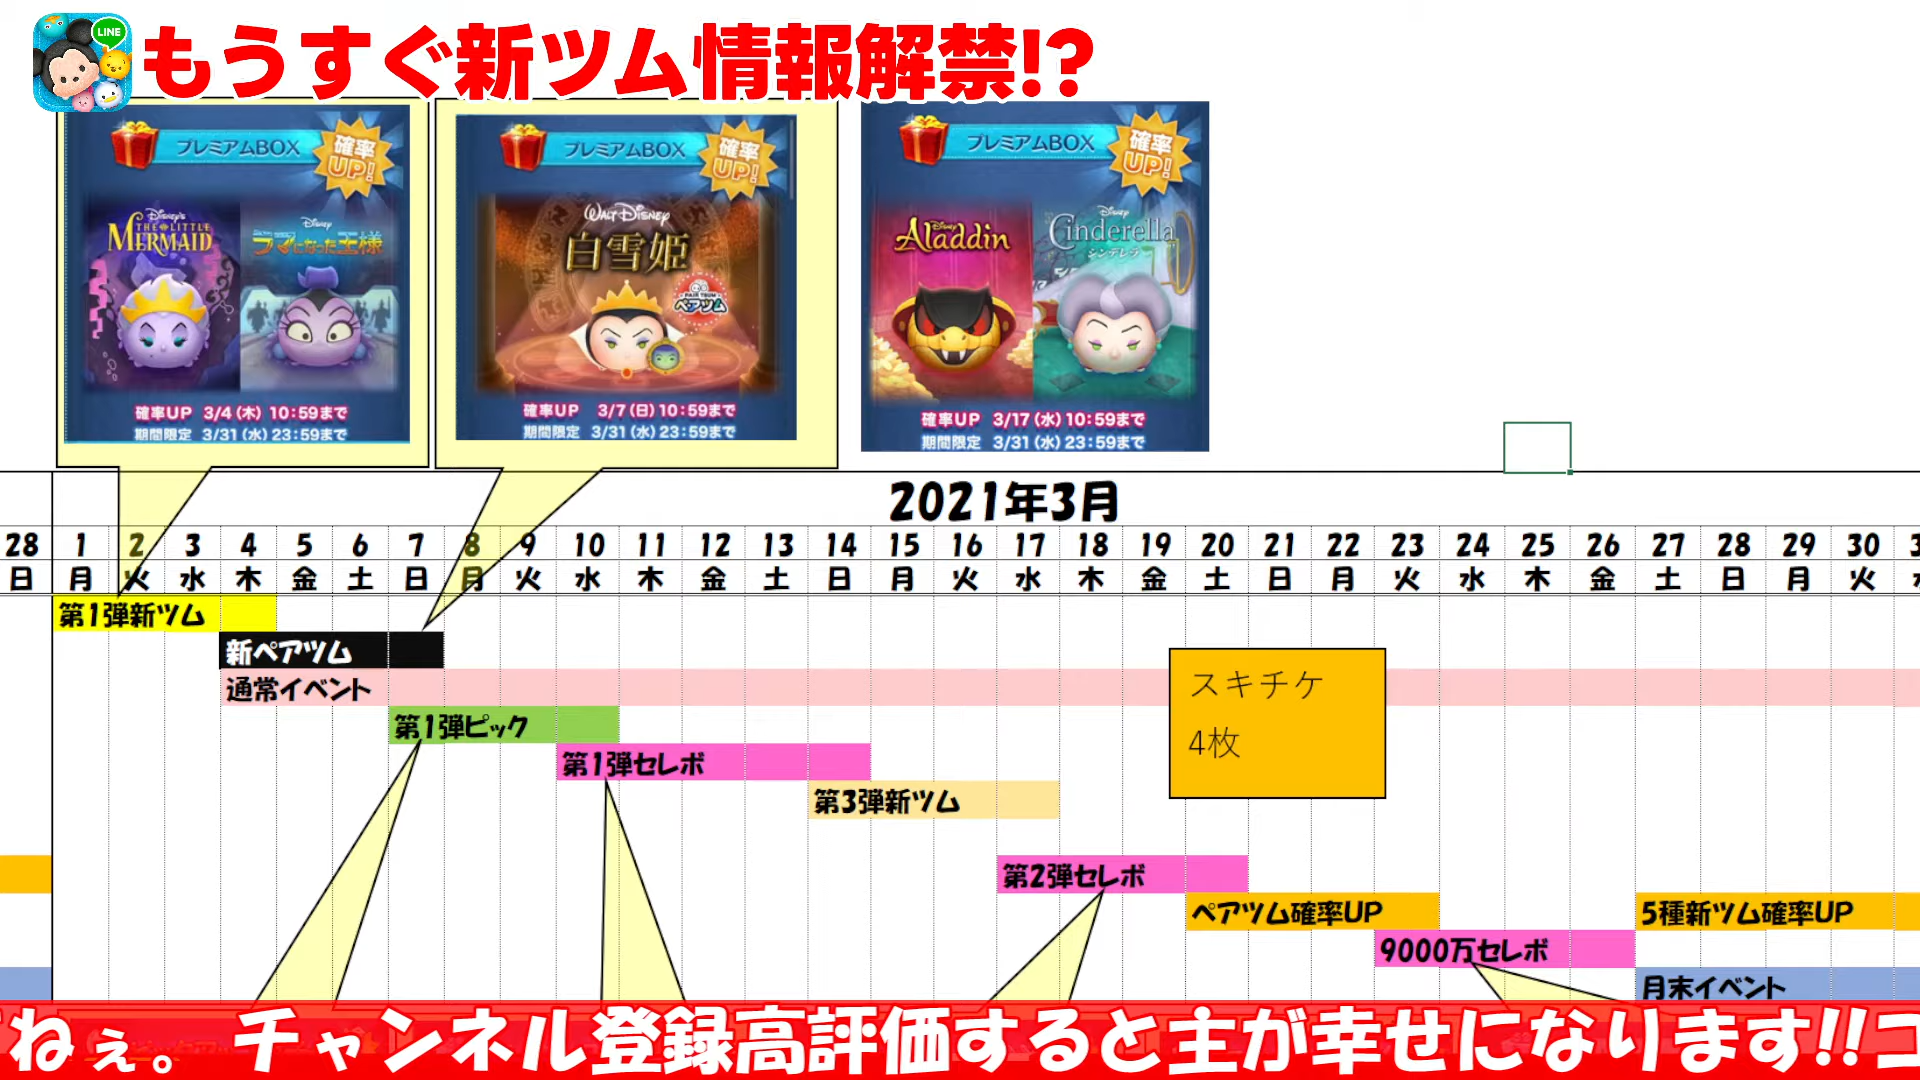 LINE
もうすぐ新ツム情報解禁!?
プレミアムBOX
確率UP!
Disney's
THE LITTLE MERMAID
Disney
ラマになった王様
確率UP 3/4(木) 10:59まで
期間限定 3/31(水) 23:59まで
プレミアムBOX
確率UP!
WALT DISNEY
白雪姫
PAIR TSUM
ペアツム
確率UP 3/7(日) 10:59まで
期間限定 3/31(水) 23:59まで
プレミアムBOX
確率UP!
Disney
Aladdin
Disney
Cinderella
シンデレラ
確率UP 3/17(水) 10:59まで
期間限定 3/31(水) 23:59まで
2021年3月
28 1 2 3 4 5 6 7 8 9 10 11 12 13 14 15 16 17 18 19 20 21 22 23 24 25 26 27 28 29 30
日 月 火 水 木 金 土 日 月 火 水 木 金 土 日 月 火 水 木 金 土 日 月 火 水 木 金 土 日 月 火
第1弾新ツム
新ペアツム
通常イベント
スキチケ
4枚
第1弾ピック
第1弾セレボ
第3弾新ツム
第2弾セレボ
ペアツム確率UP
5種新ツム確率UP
9000万セレボ
月末イベント
ねぇ。 チャンネル登録高評価すると主が幸せになります!!コ